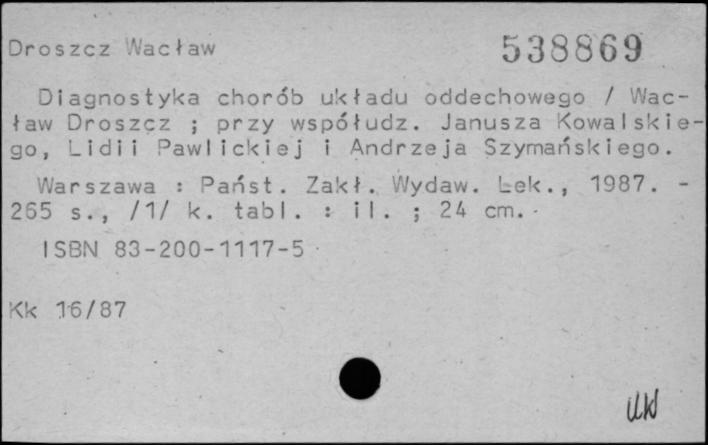 Droszcz Wacław 538869
Diagnostyka chorób układu oddechowego / Wac-
ław Droszcz ; przy współudz. Janusza Kowalskie-
go, Lidii Pawlickiej i Andrzeja Szymańskiego.
Warszawa : Państ. Zakł. Wydaw. Lek., 1987. -
265 s., /1/ k. tabl. : il. ; 24 cm.
ISBN 83-200-1117-5
Kk 16/87